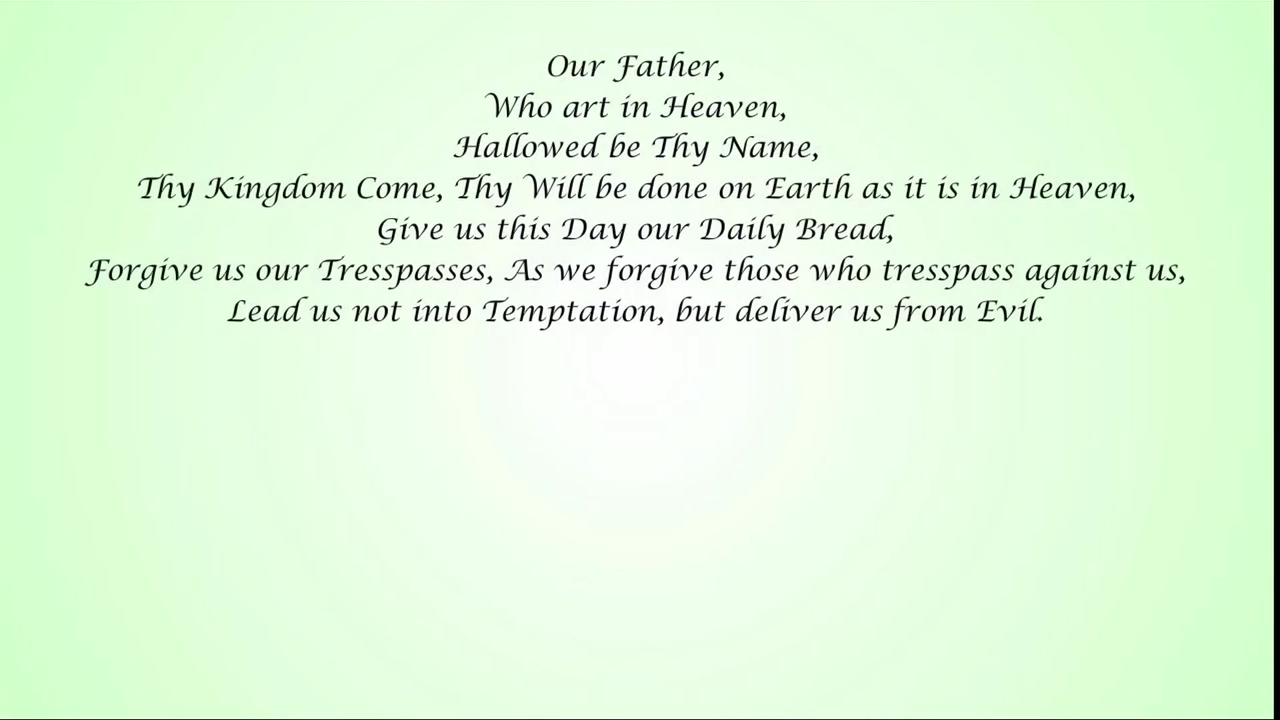 Our Father,
Who art in Heaven,
Hallowed be Thy Name,
Thy Kingdom Come, Thy Will be done on Earth as it is in Heaven,
Give us this Day our Daily Bread,
Forgive us our Tresspasses, As we forgive those who tresspass against us,
Lead us not into Temptation, but deliver us from Evil.